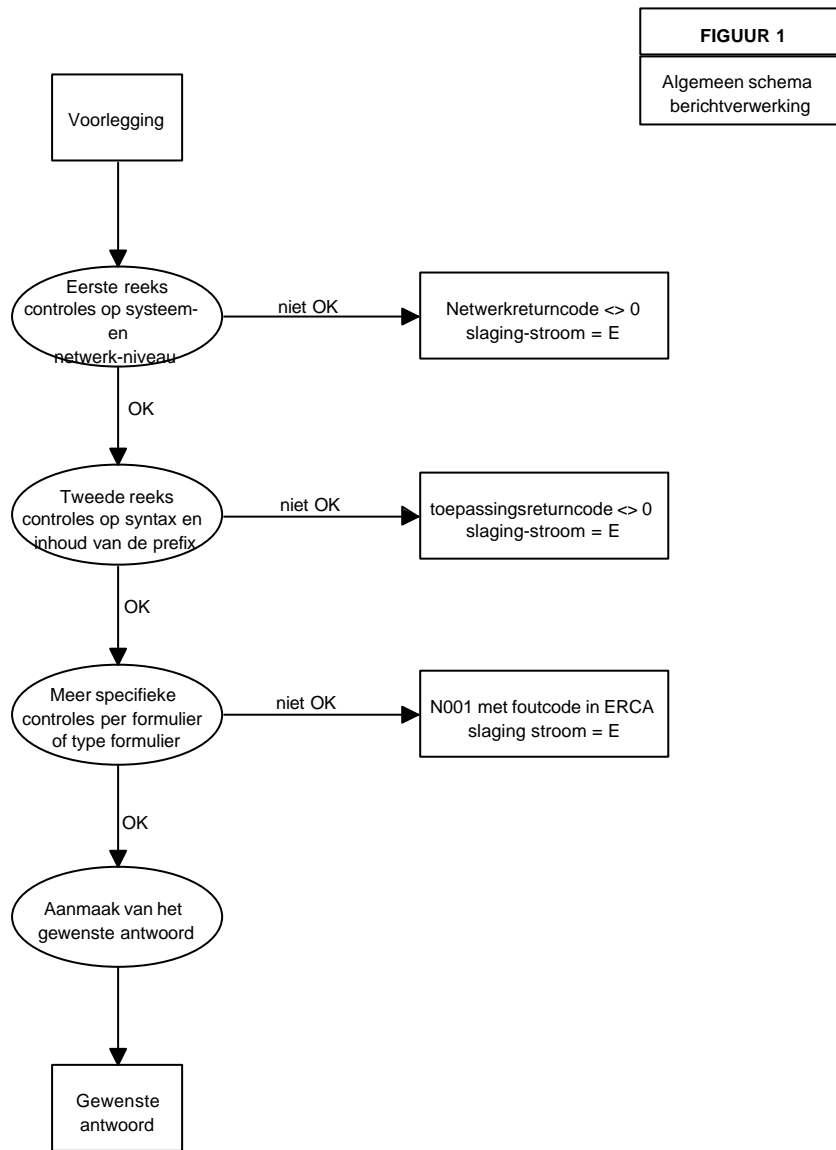 FIGUUR 1
Algemeen schema
berichtverwerking
Voorlegging
Eerste reeks
controles op systeem-
en
netwerk-niveau
niet OK
Netwerkreturncode <> 0
slaging-stroom = E
OK
Tweede reeks
controles op syntax en
inhoud van de prefix
niet OK
toepassingsreturncode <> 0
slaging-stroom = E
OK
Meer specifieke
controles per formulier
of type formulier
niet OK
N001 met foutcode in ERCA
slaging stroom = E
OK
Aanmaak van het
gewenste antwoord
Gewenste
antwoord